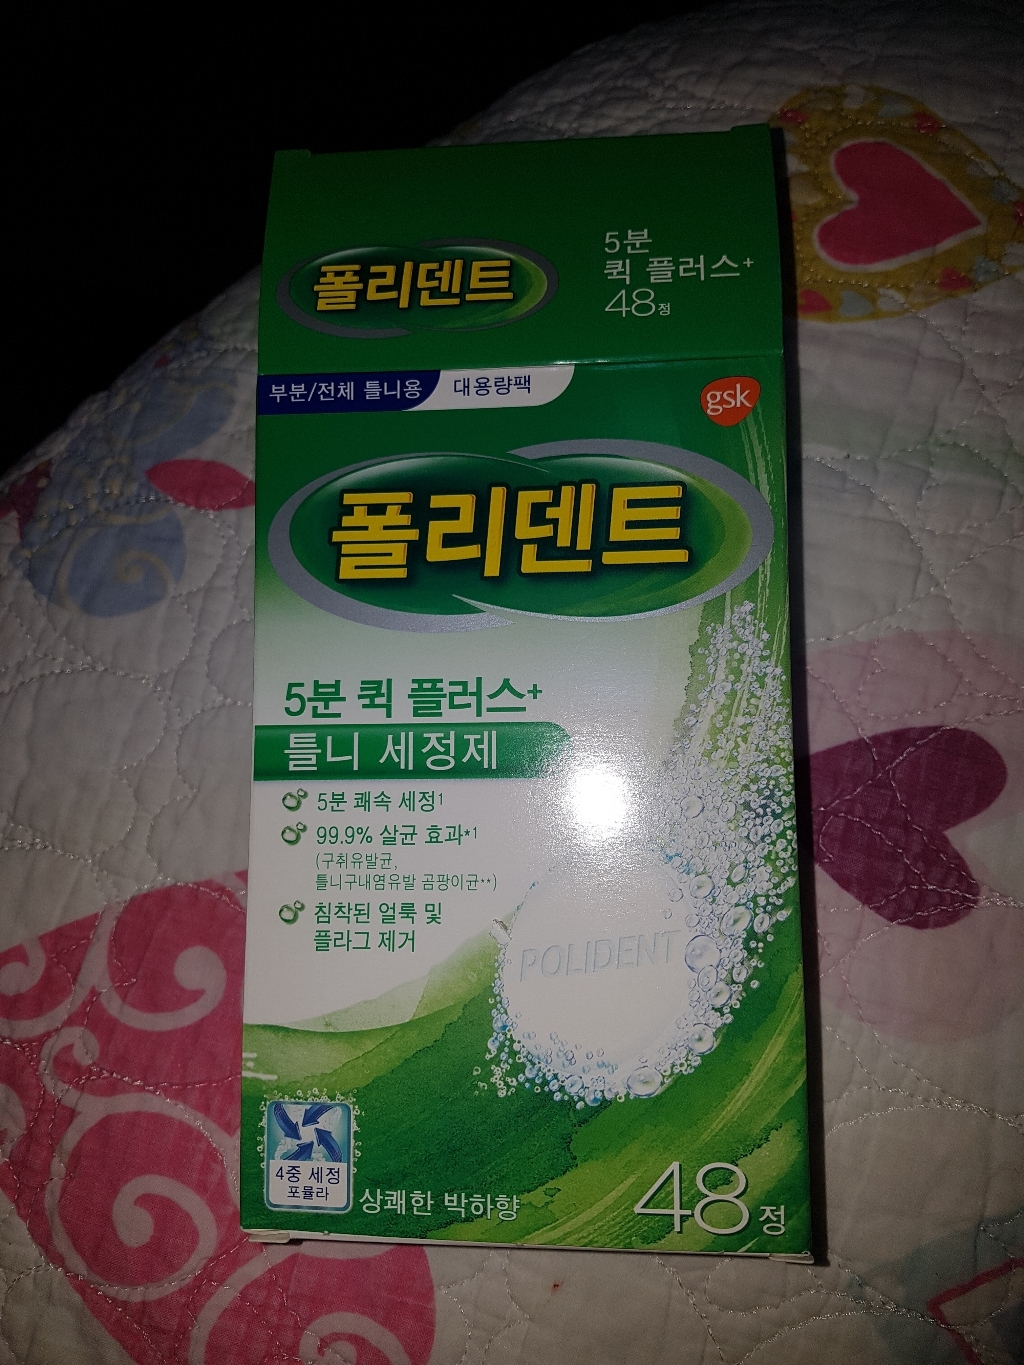 폴리덴트
5분
퀵 플러스+
48정
부분/전체 틀니용
대용량팩
gsk
폴리덴트
5분 퀵 플러스+
틀니 세정제
5분 쾌속 세정1
99.9% 살균 효과*1
(구취유발균,
틀니구내염유발 곰팡이균**)
침착된 얼룩 및
플라그 제거
POLIDENT
4중 세정
포뮬라
상쾌한 박하향
48정